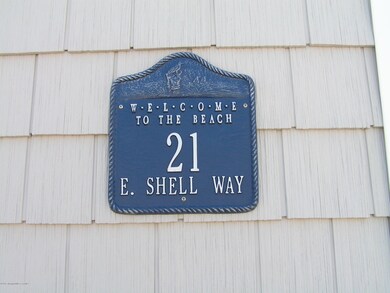 W·E·L·C·O·M·E
TO THE BEACH
21
E. SHELL WAY